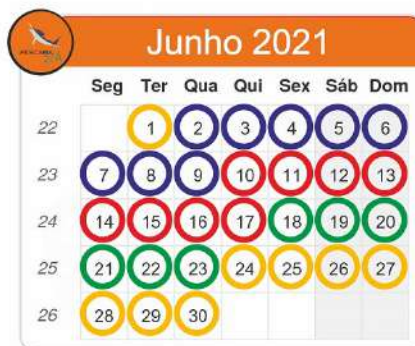 Junho 2021
Seg Ter Qua Qui Sex Sáb Dom
22 1 2 3 4 5 6
23 7 8 9 10 11 12 13
24 14 15 16 17 18 19 20
25 21 22 23 24 25 26 27
26 28 29 30